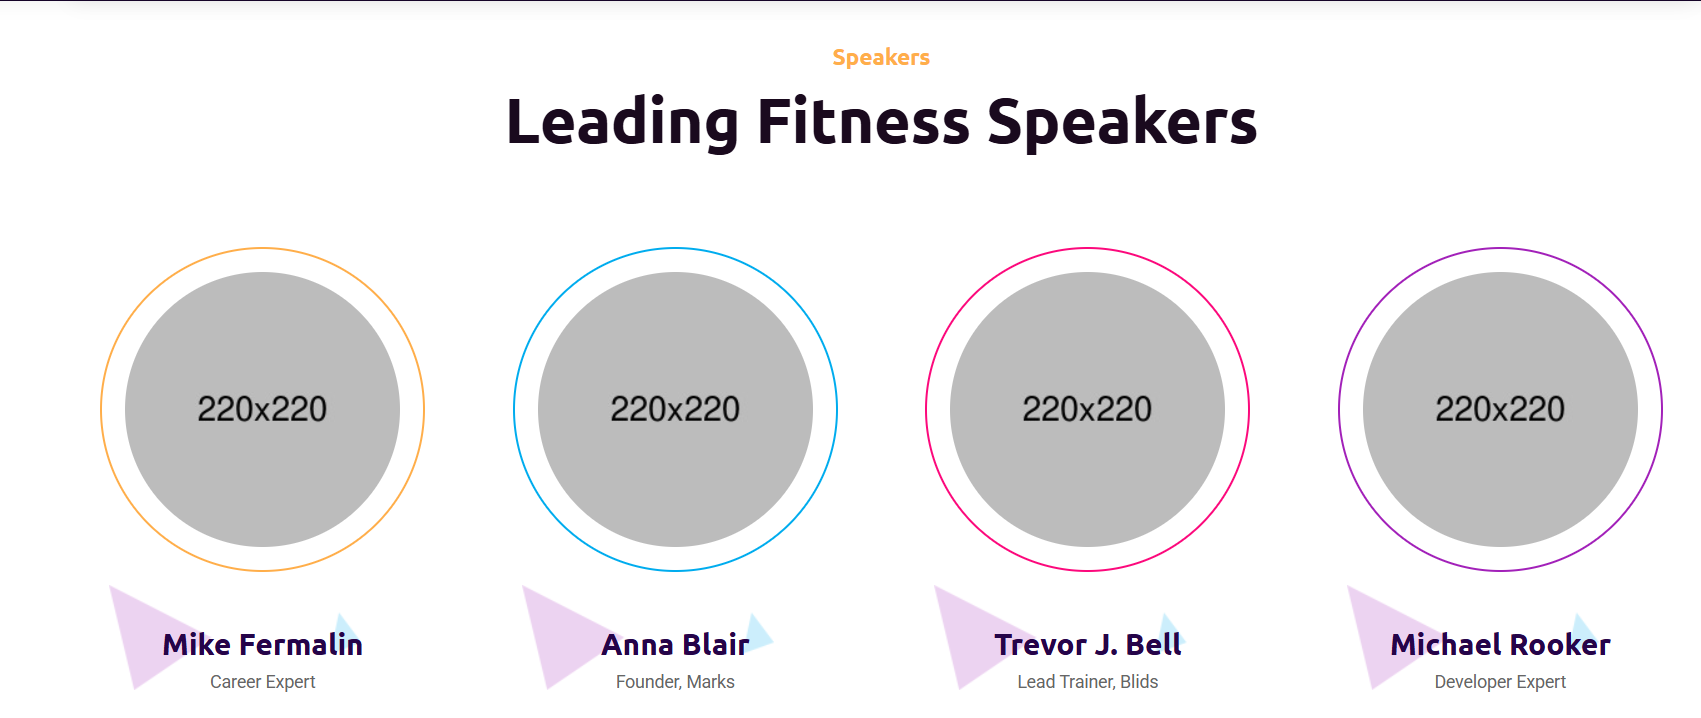 Speakers
Leading Fitness Speakers
220x220
220x220
220x220
220x220
Mike Fermalin
Anna Blair
Trevor J. Bell
Michael Rooker
Career Expert
Founder, Marks
Lead Trainer, Blids
Developer Expert